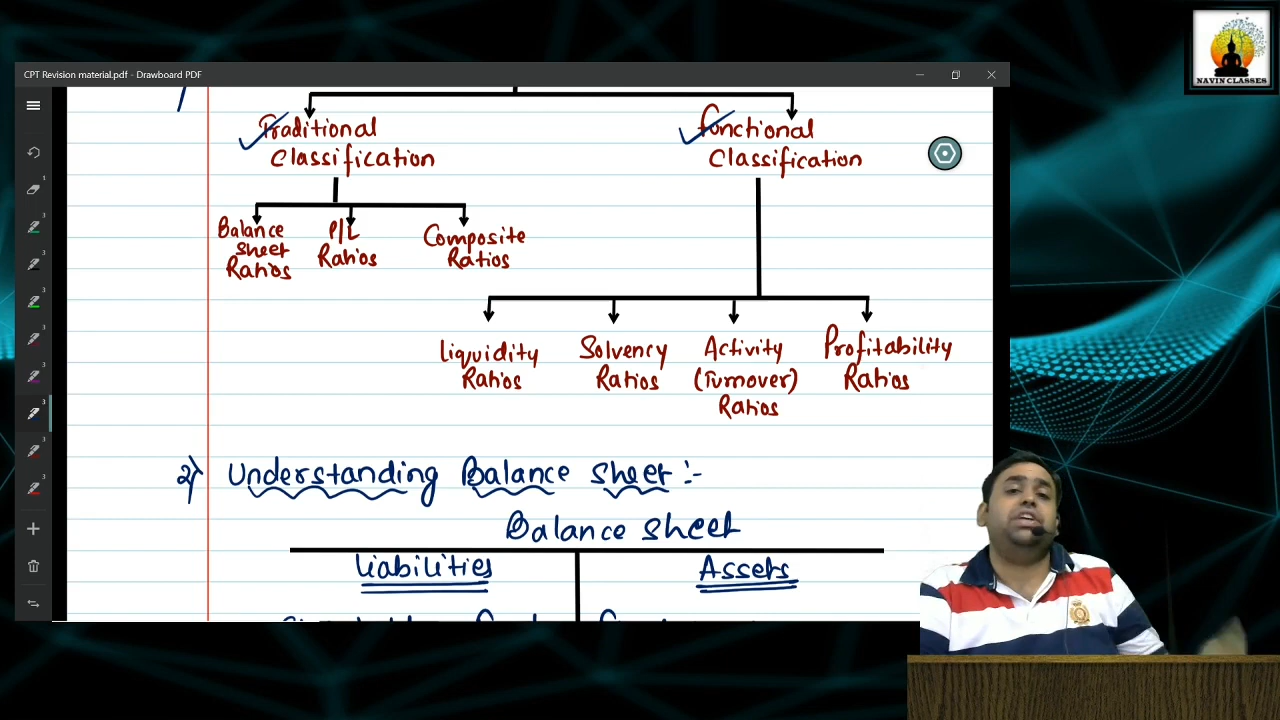 NAVIN CLASSES
CPT Revision material.pdf - Drawboard PDF
Traditional
Classification
Functional
Classification
Balance
Sheet
Ratios
P/L
Ratios
Composite
Ratios
Liquidity
Ratios
Solvency
Ratios
Activity
(Turnover)
Ratios
Profitability
Ratios
2) Understanding Balance Sheet :-
Balance Sheet
Liabilities
Assets